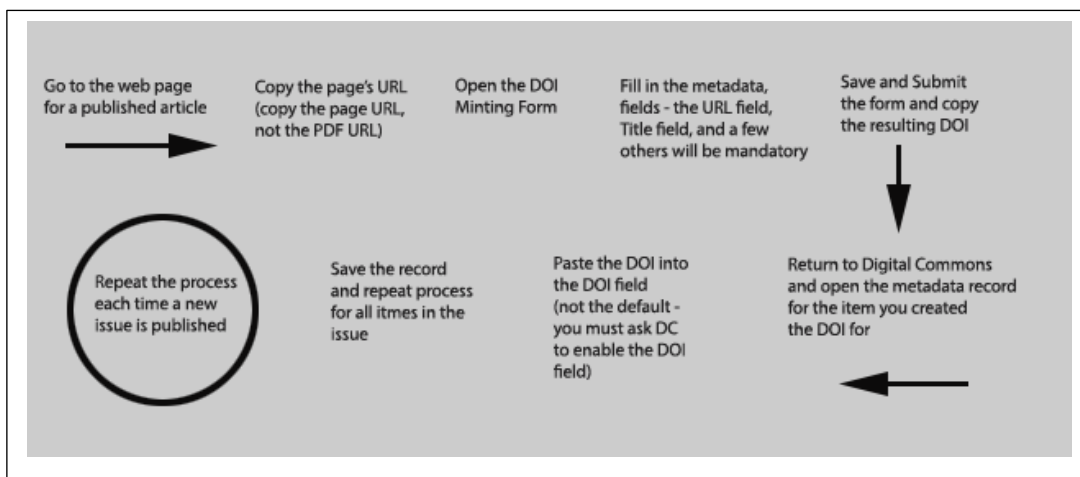 Go to the web page
for a published article
Copy the page's URL
(copy the page URL,
not the PDF URL)
Open the DOI
Minting Form
Fill in the metadata,
fields - the URL field,
Title field, and a few
others will be mandatory
Save and Submit
the form and copy
the resulting DOI
Return to Digital Commons
and open the metadata record
for the item you created
the DOI for
Paste the DOI into
the DOI field
(not the default -
you must ask DC
to enable the DOI
field)
Save the record
and repeat process
for all itmes in the
issue
Repeat the process
each time a new
issue is published